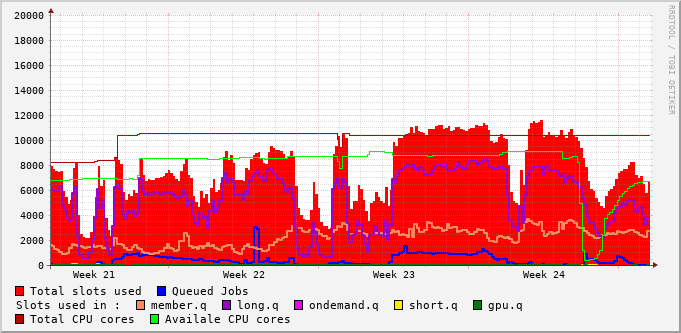 20000
18000
16000
14000
12000
10000
8000
6000
4000
2000
0
Week 21 Week 22 Week 23 Week 24
RRDTOOL / TOBI OETIKER
Total slots used Queued Jobs
Slots used in : member.q long.q ondemand.q short.q gpu.q
Total CPU cores Availale CPU cores